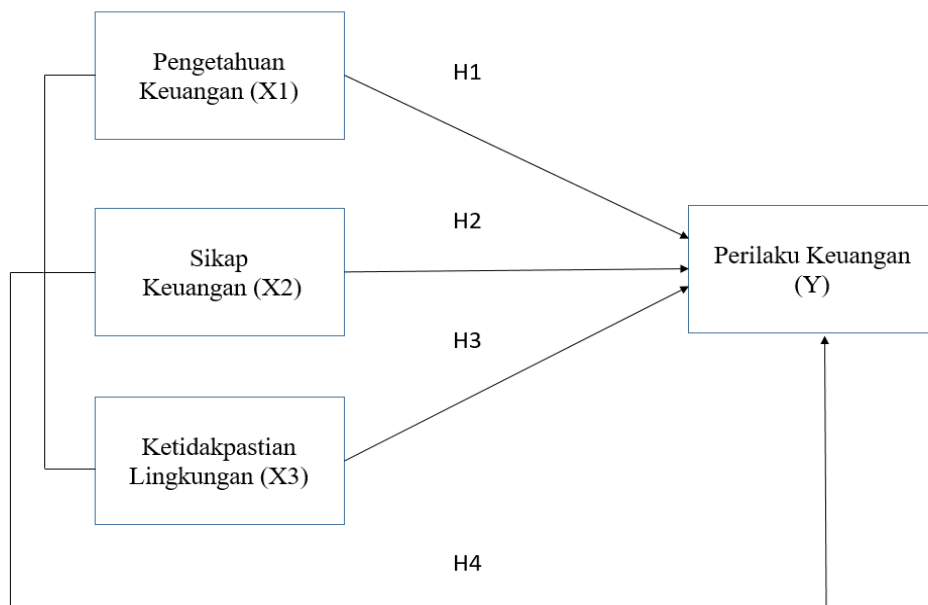 Pengetahuan
Keuangan (X1)
H1
Sikap
Keuangan (X2)
H2
Perilaku Keuangan
(Y)
H3
Ketidakpastian
Lingkungan (X3)
H4